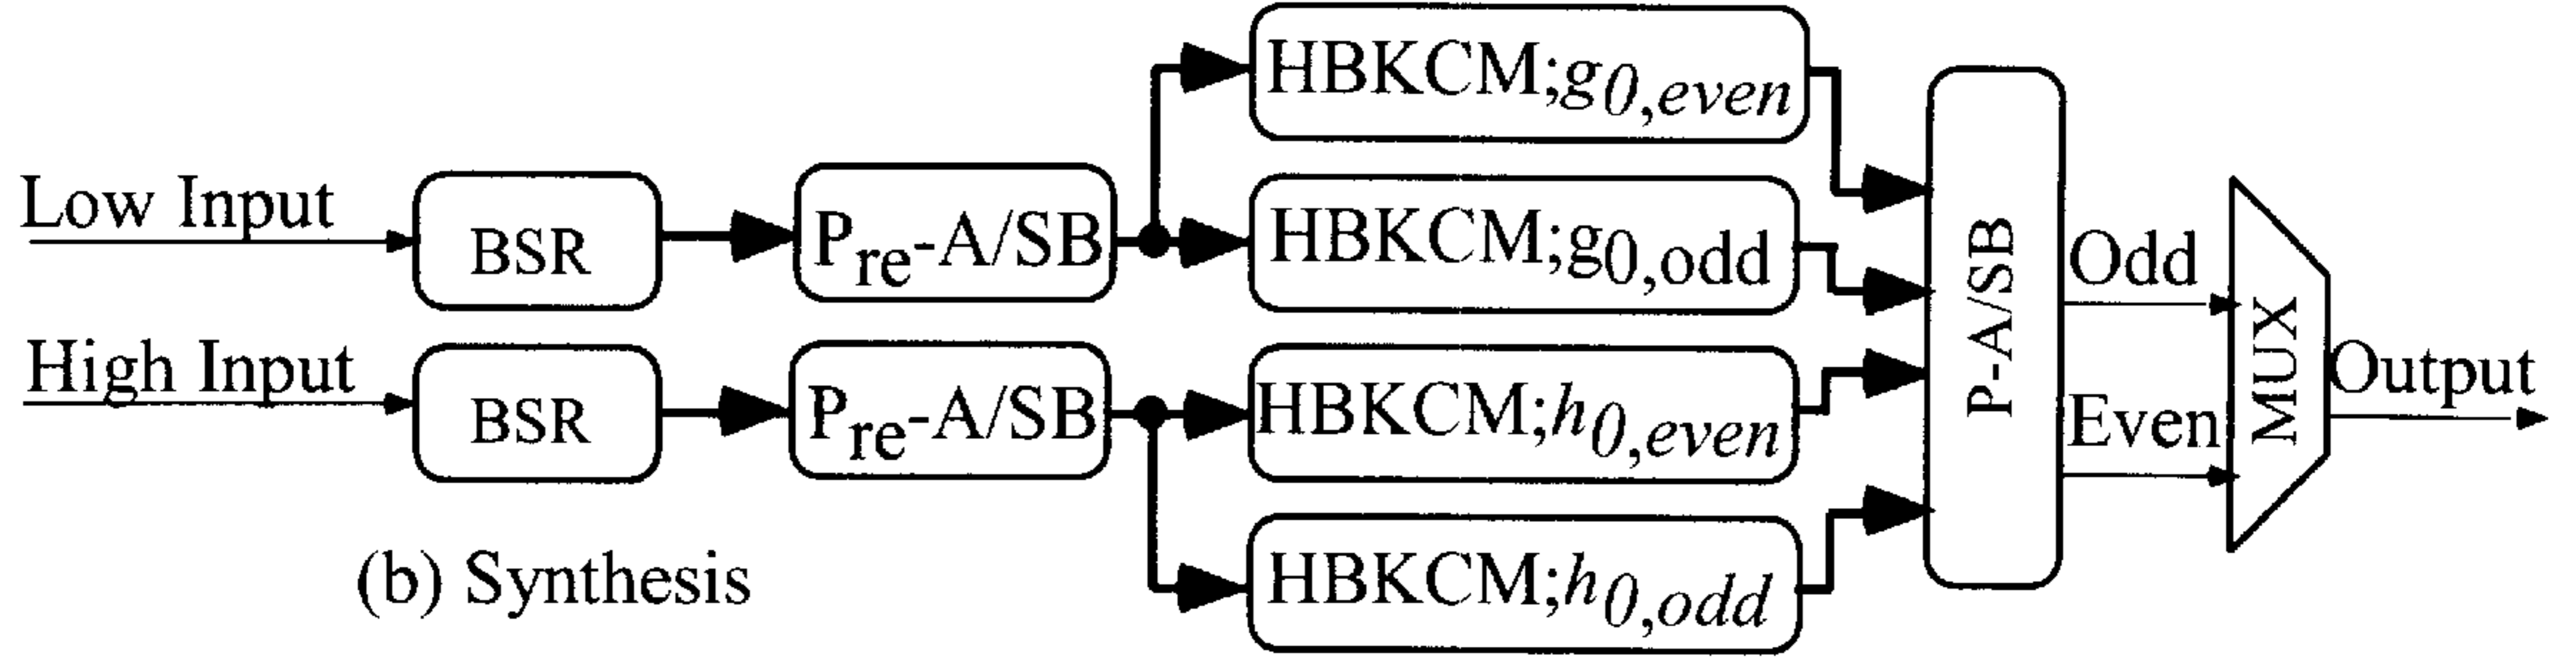 HBKCM;g0,even
Low Input
BSR
Pre-A/SB
HBKCM;g0,odd
P-A/SB
Odd
MUX
High Input
BSR
Pre-A/SB
HBKCM;h0,even
Even
Output
(b) Synthesis
HBKCM;h0,odd